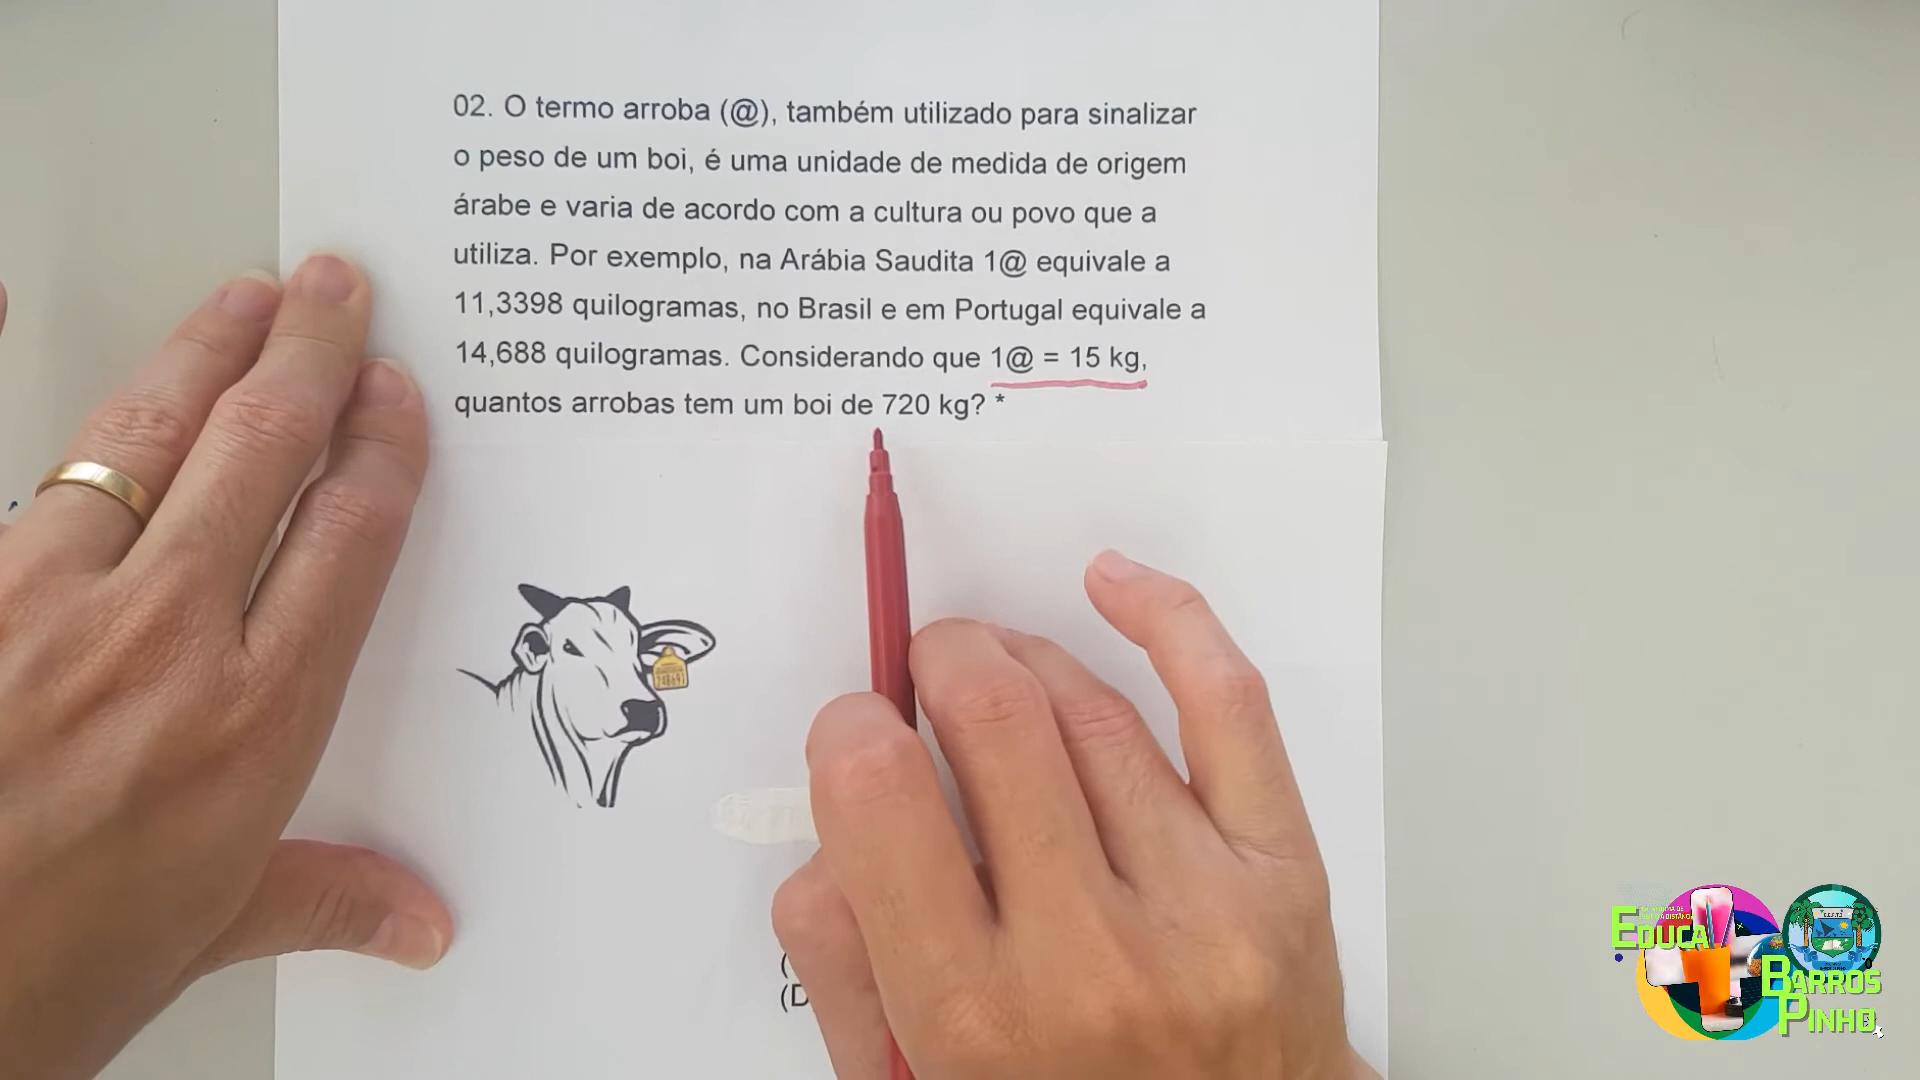 02. O termo arroba (@), também utilizado para sinalizar
o peso de um boi, é uma unidade de medida de origem
árabe e varia de acordo com a cultura ou povo que a
utiliza. Por exemplo, na Arábia Saudita 1@ equivale a
11,3398 quilogramas, no Brasil e em Portugal equivale a
14,688 quilogramas. Considerando que 1@ = 15 kg,
quantos arrobas tem um boi de 720 kg? *
(
(D
EDUCA
BARROS
PINHO